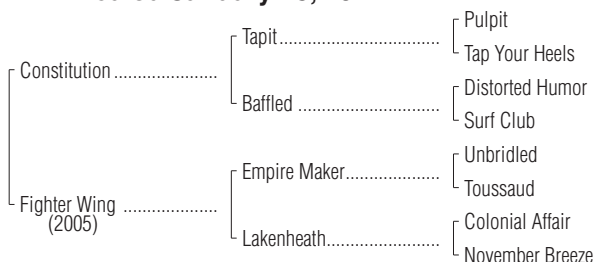 Pulpit
Tapit
Tap Your Heels
Constitution
Distorted Humor
Baffled
Surf Club
Unbridled
Empire Maker
Toussaud
Fighter Wing
(2005)
Colonial Affair
Lakenheath
November Breeze